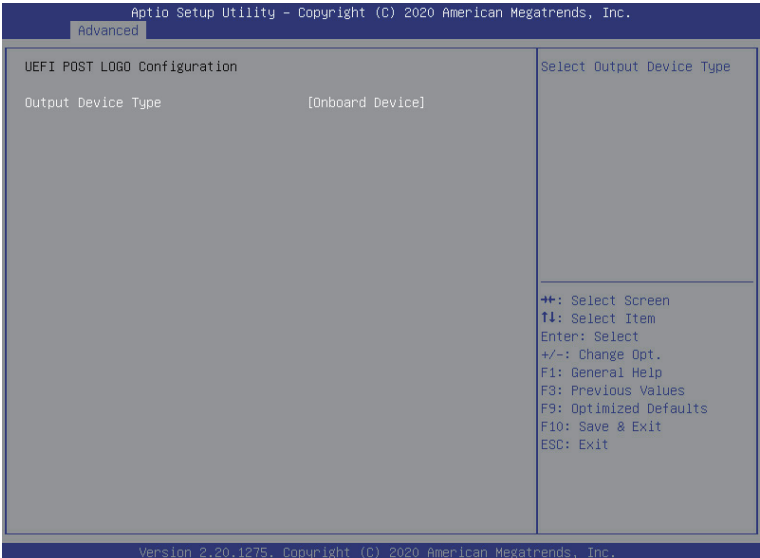 Aptio Setup Utility – Copyright (C) 2020 American Megatrends, Inc.
Advanced
UEFI POST LOGO Configuration
Output Device Type [Onboard Device]
Select Output Device Type
→←: Select Screen
↑↓: Select Item
Enter: Select
+/-: Change Opt.
F1: General Help
F3: Previous Values
F9: Optimized Defaults
F10: Save & Exit
ESC: Exit
Version 2.20.1275. Copyright (C) 2020 American Megatrends, Inc.